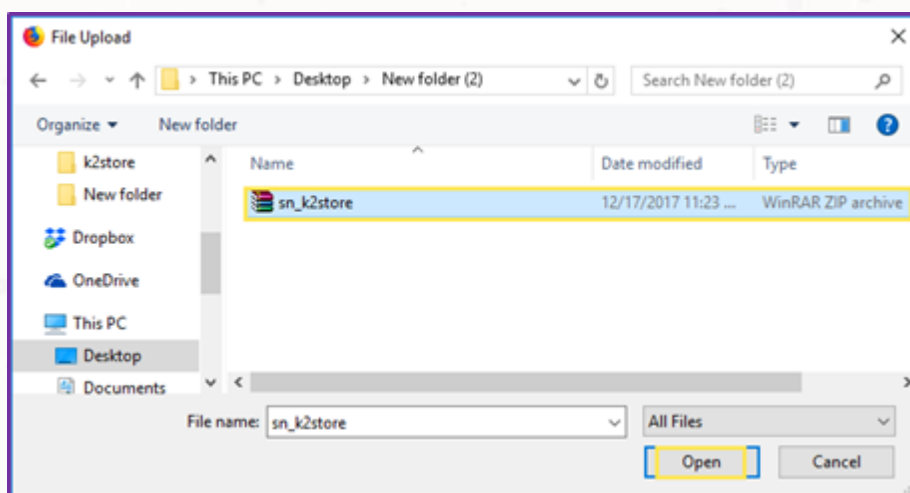 File Upload
This PC > Desktop > New folder (2)
Search New folder (2)
Organize
New folder
k2store
New folder
Dropbox
OneDrive
This PC
Desktop
Documents
Name
Date modified
Type
sn_k2store
12/17/2017 11:23 ...
WinRAR ZIP archive
File name:
sn_k2store
All Files
Open
Cancel